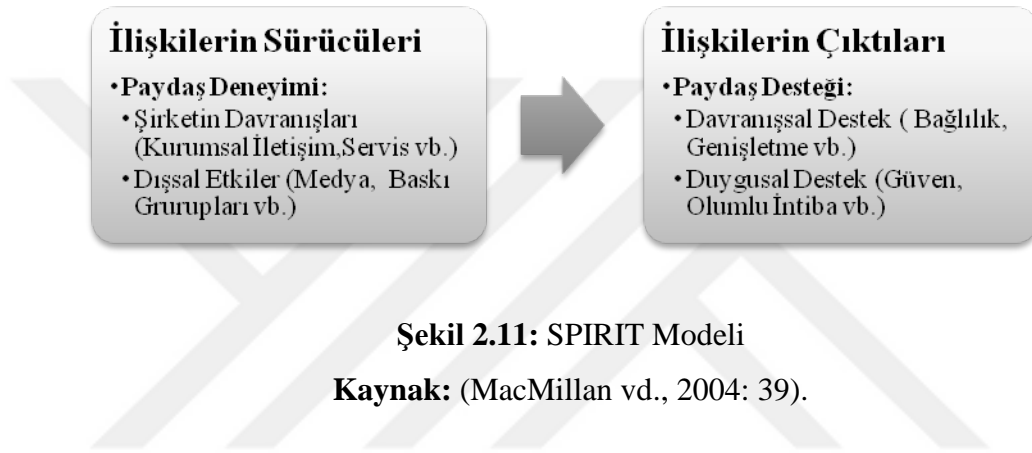 İlişkilerin Sürücüleri
•Paydaş Deneyimi:
•Şirketin Davranışları
(Kurumsal İletişim,Servis vb.)
•Dışsal Etkiler (Medya, Baskı
Grurupları vb.)
İlişkilerin Çıktıları
•Paydaş Desteği:
•Davranışsal Destek ( Bağlılık,
Genişletme vb.)
•Duygusal Destek (Güven,
Olumlu İntiba vb.)
Şekil 2.11: SPIRIT Modeli
Kaynak: (MacMillan vd., 2004: 39).